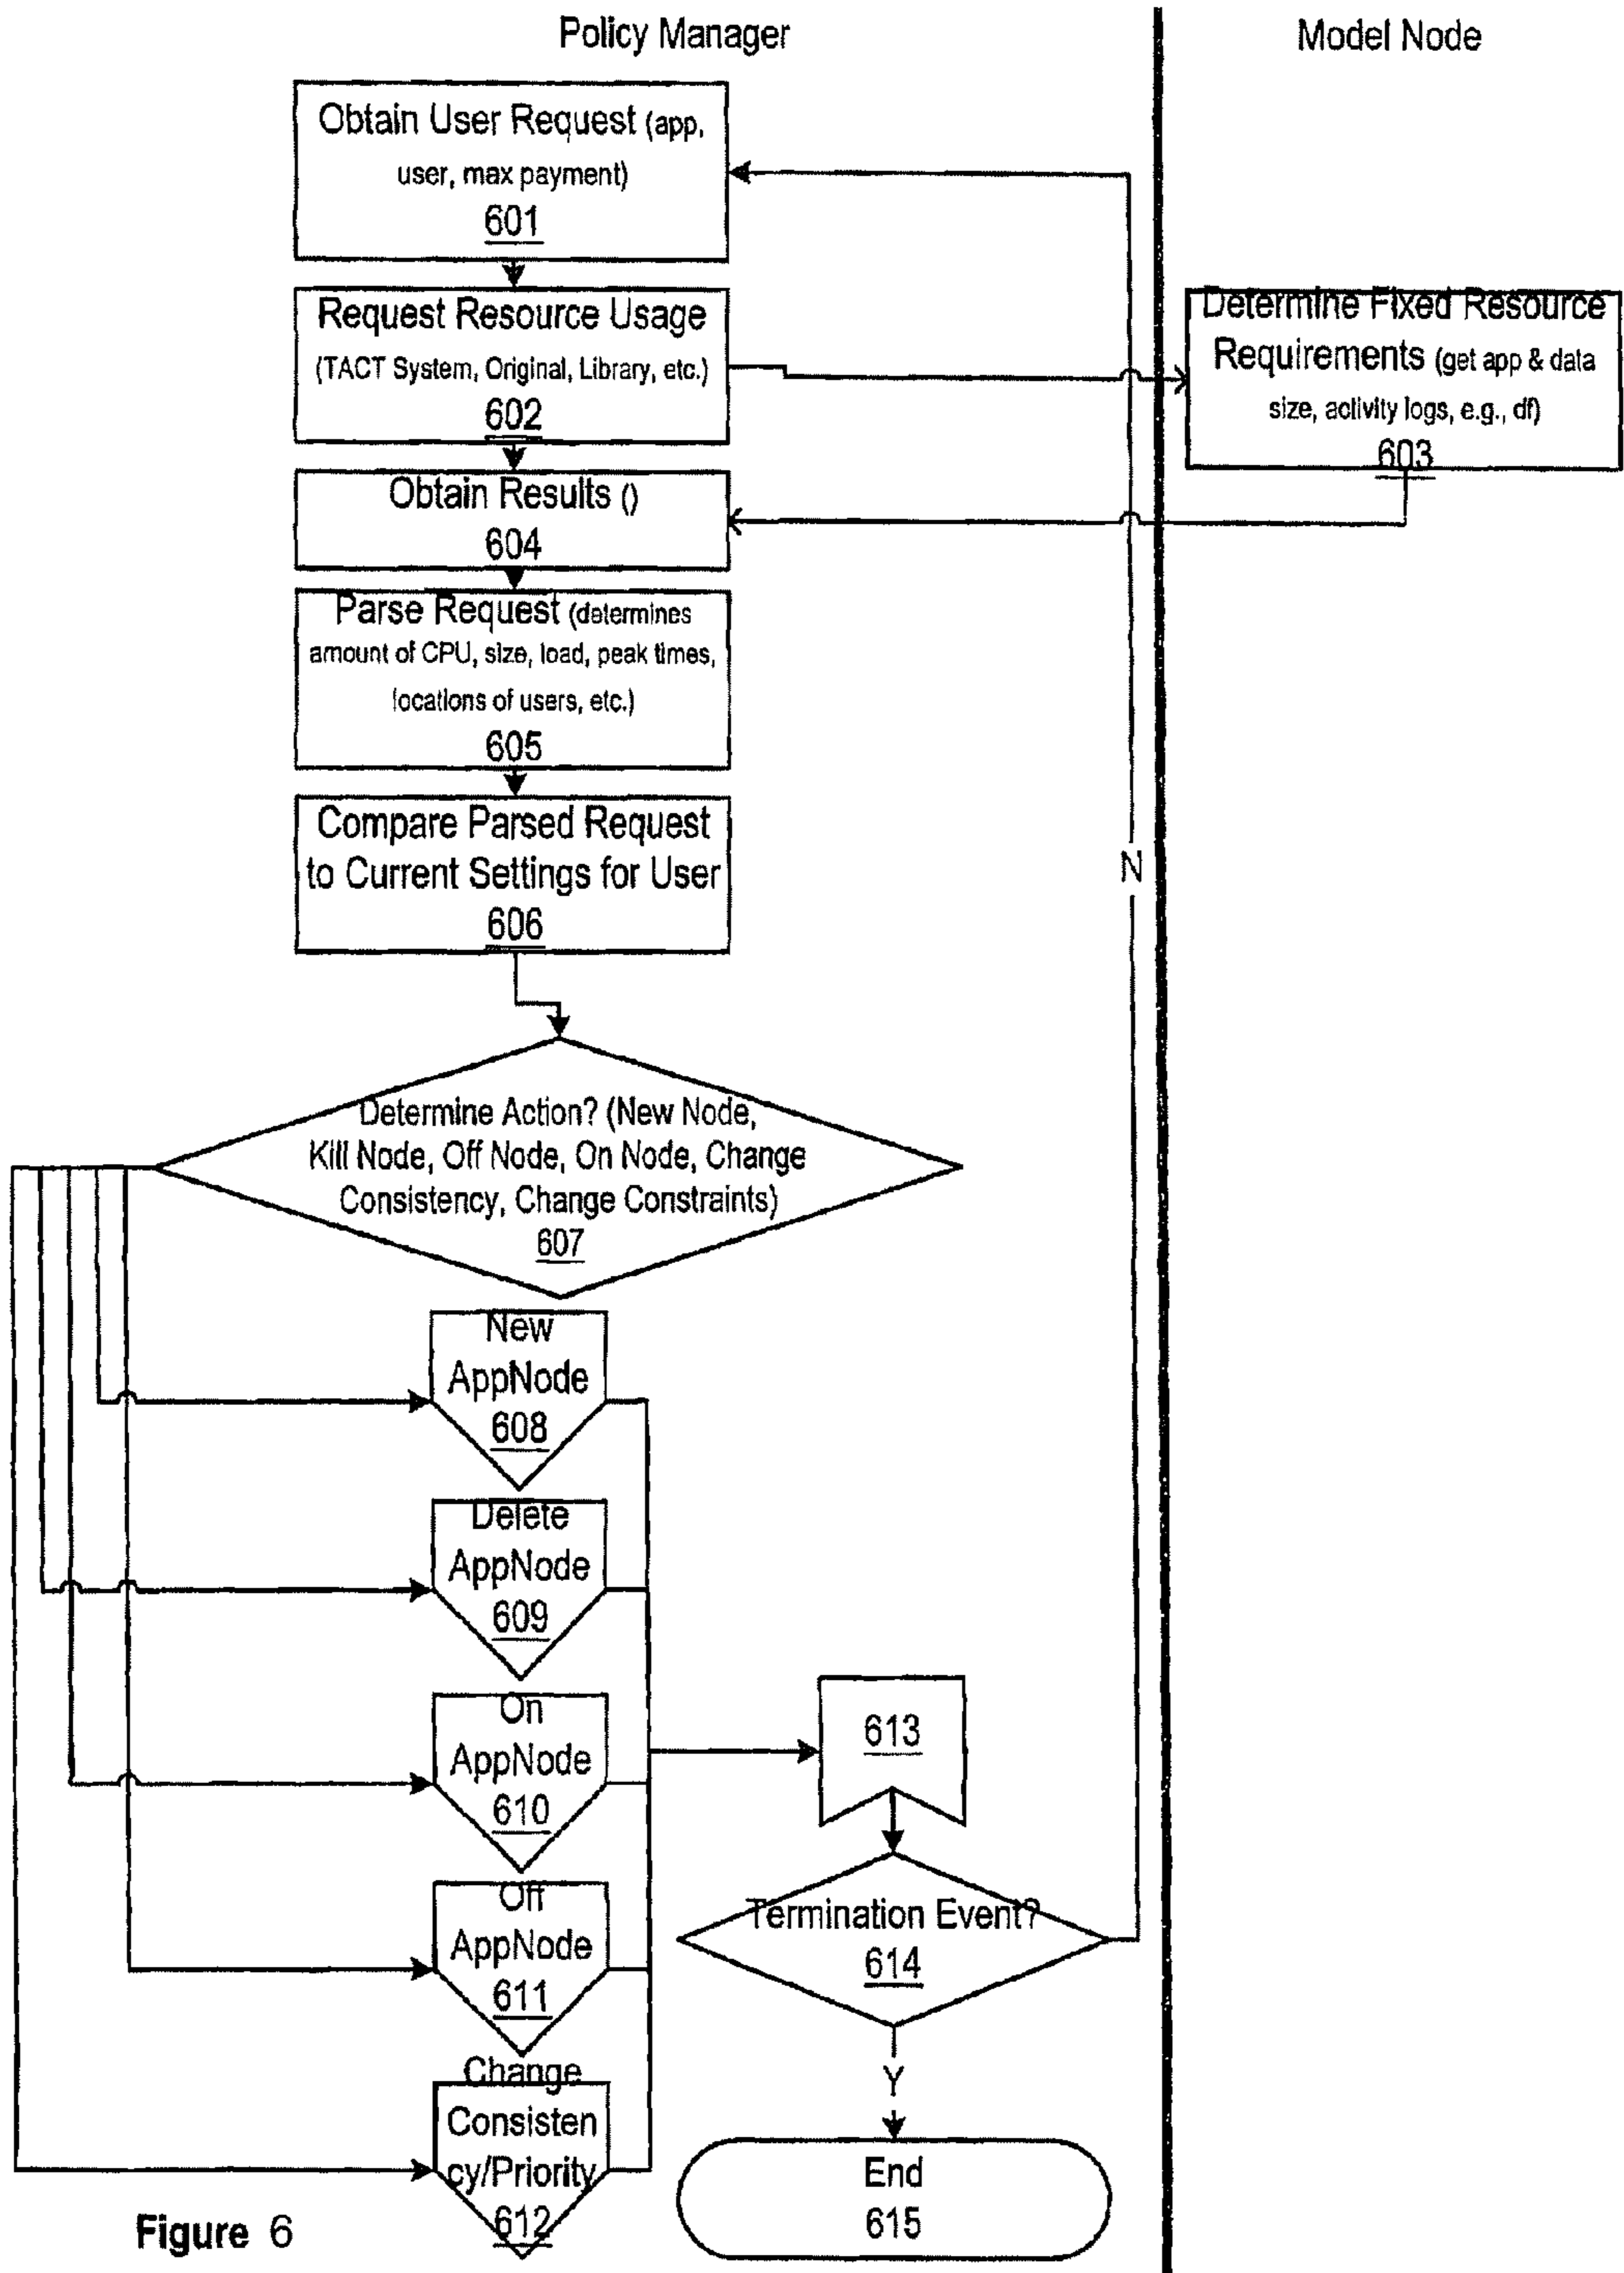 Policy Manager
Model Node
Obtain User Request (app,
user, max payment)
601
Request Resource Usage
(TACT System, Original, Library, etc.)
602
Determine Fixed Resource
Requirements (get app & data
size, activity logs, e.g., df)
603
Obtain Results ()
604
Parse Request (determines
amount of CPU, size, load, peak times,
locations of users, etc.)
605
Compare Parsed Request
to Current Settings for User
606
N
Determine Action? (New Node,
Kill Node, Off Node, On Node, Change
Consistency, Change Constraints)
607
New
AppNode
608
Delete
AppNode
609
On
AppNode
610
613
Off
AppNode
611
Termination Event?
614
Y
Change
Consisten
cy/Priority
612
End
615
Figure 6